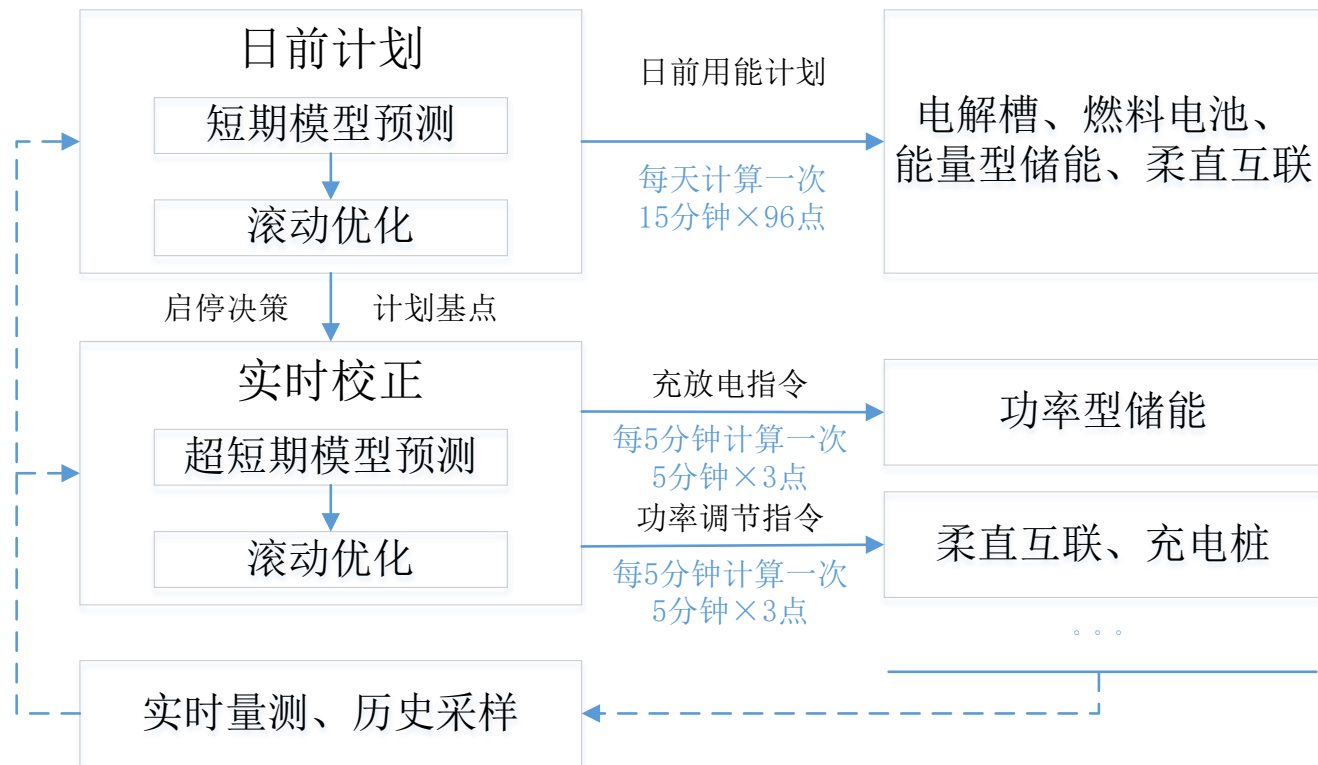 日前计划
短期模型预测
滚动优化
日前用能计划
每天计算一次
15分钟×96点
电解槽、燃料电池、
能量型储能、柔直互联
启停决策
计划基点
实时校正
超短期模型预测
滚动优化
充放电指令
每5分钟计算一次
5分钟×3点
功率型储能
功率调节指令
每5分钟计算一次
5分钟×3点
柔直互联、充电桩
。。。
实时量测、历史采样